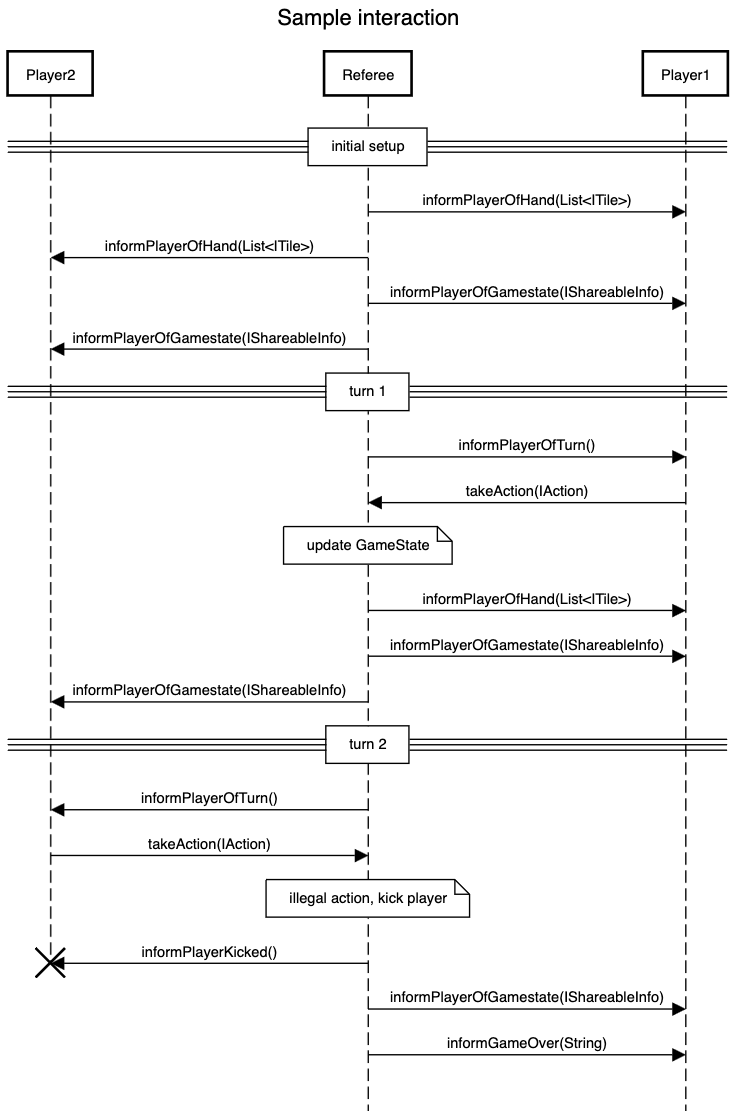 Sample interaction
Player2
Referee
Player1
initial setup
informPlayerOfHand(List<ITile>)
informPlayerOfHand(List<ITile>)
informPlayerOfGamestate(IShareableInfo)
informPlayerOfGamestate(IShareableInfo)
turn 1
informPlayerOfTurn()
takeAction(IAction)
update GameState
informPlayerOfHand(List<ITile>)
informPlayerOfGamestate(IShareableInfo)
informPlayerOfGamestate(IShareableInfo)
turn 2
informPlayerOfTurn()
takeAction(IAction)
illegal action, kick player
informPlayerKicked()
informPlayerOfGamestate(IShareableInfo)
informGameOver(String)